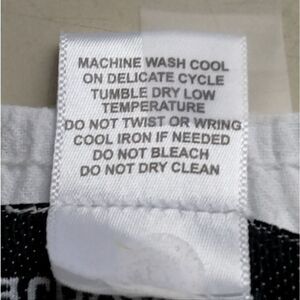 MACHINE WASH COOL
ON DELICATE CYCLE
TUMBLE DRY LOW
TEMPERATURE
DO NOT TWIST OR WRING
COOL IRON IF NEEDED
DO NOT BLEACH
DO NOT DRY CLEAN